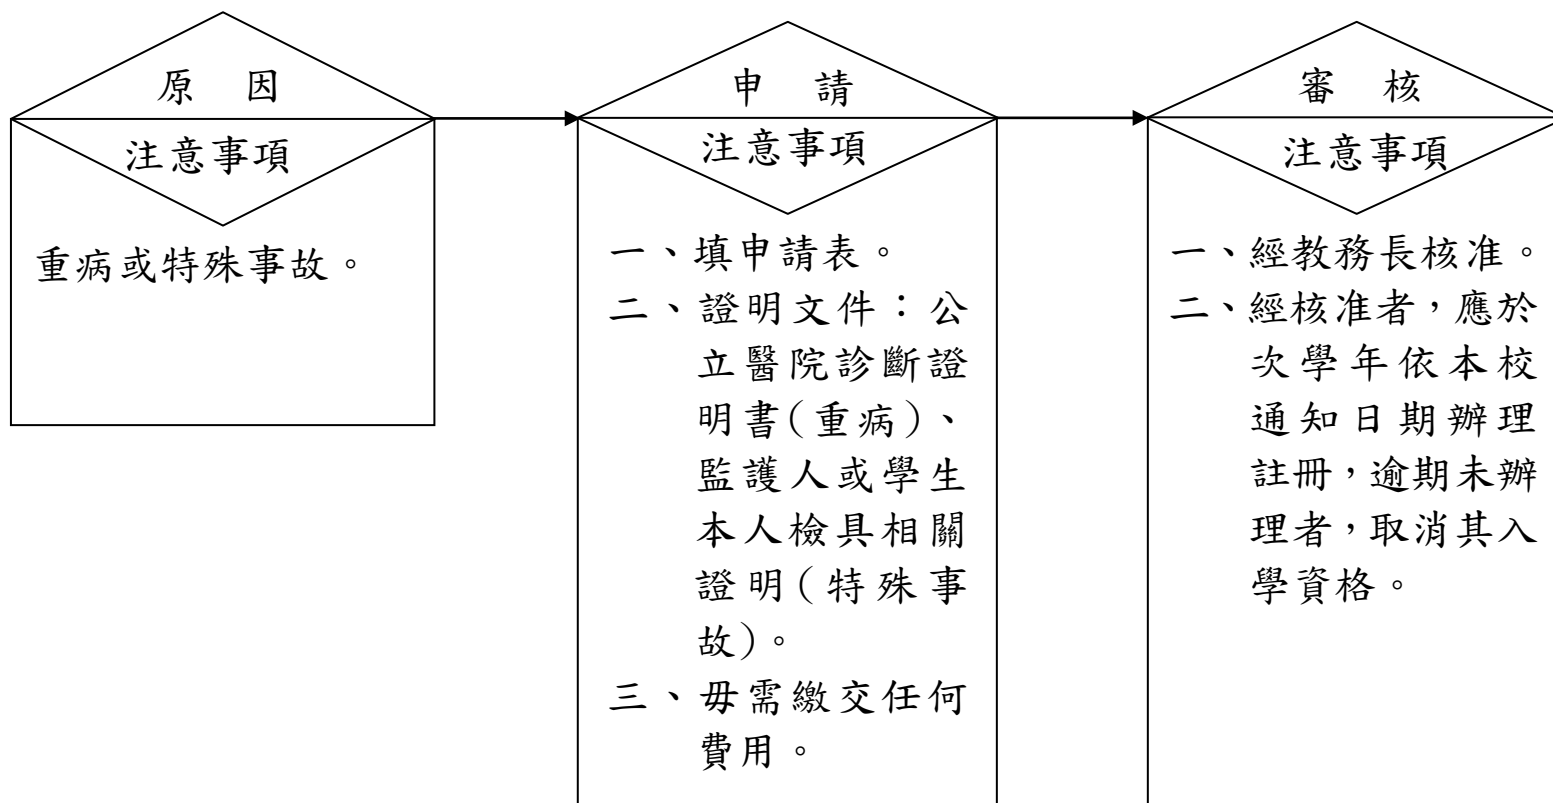 原 因
注意事項
重病或特殊事故。
申 請
注意事項
一、填申請表。
二、證明文件：公
立醫院診斷證
明書(重病)、
監護人或學生
本人檢具相關
證明(特殊事
故)。
三、毋需繳交任何
費用。
審 核
注意事項
一、經教務長核准。
二、經核准者，應於
次學年依本校
通知日期辦理
註冊，逾期未辦
理者，取消其入
學資格。